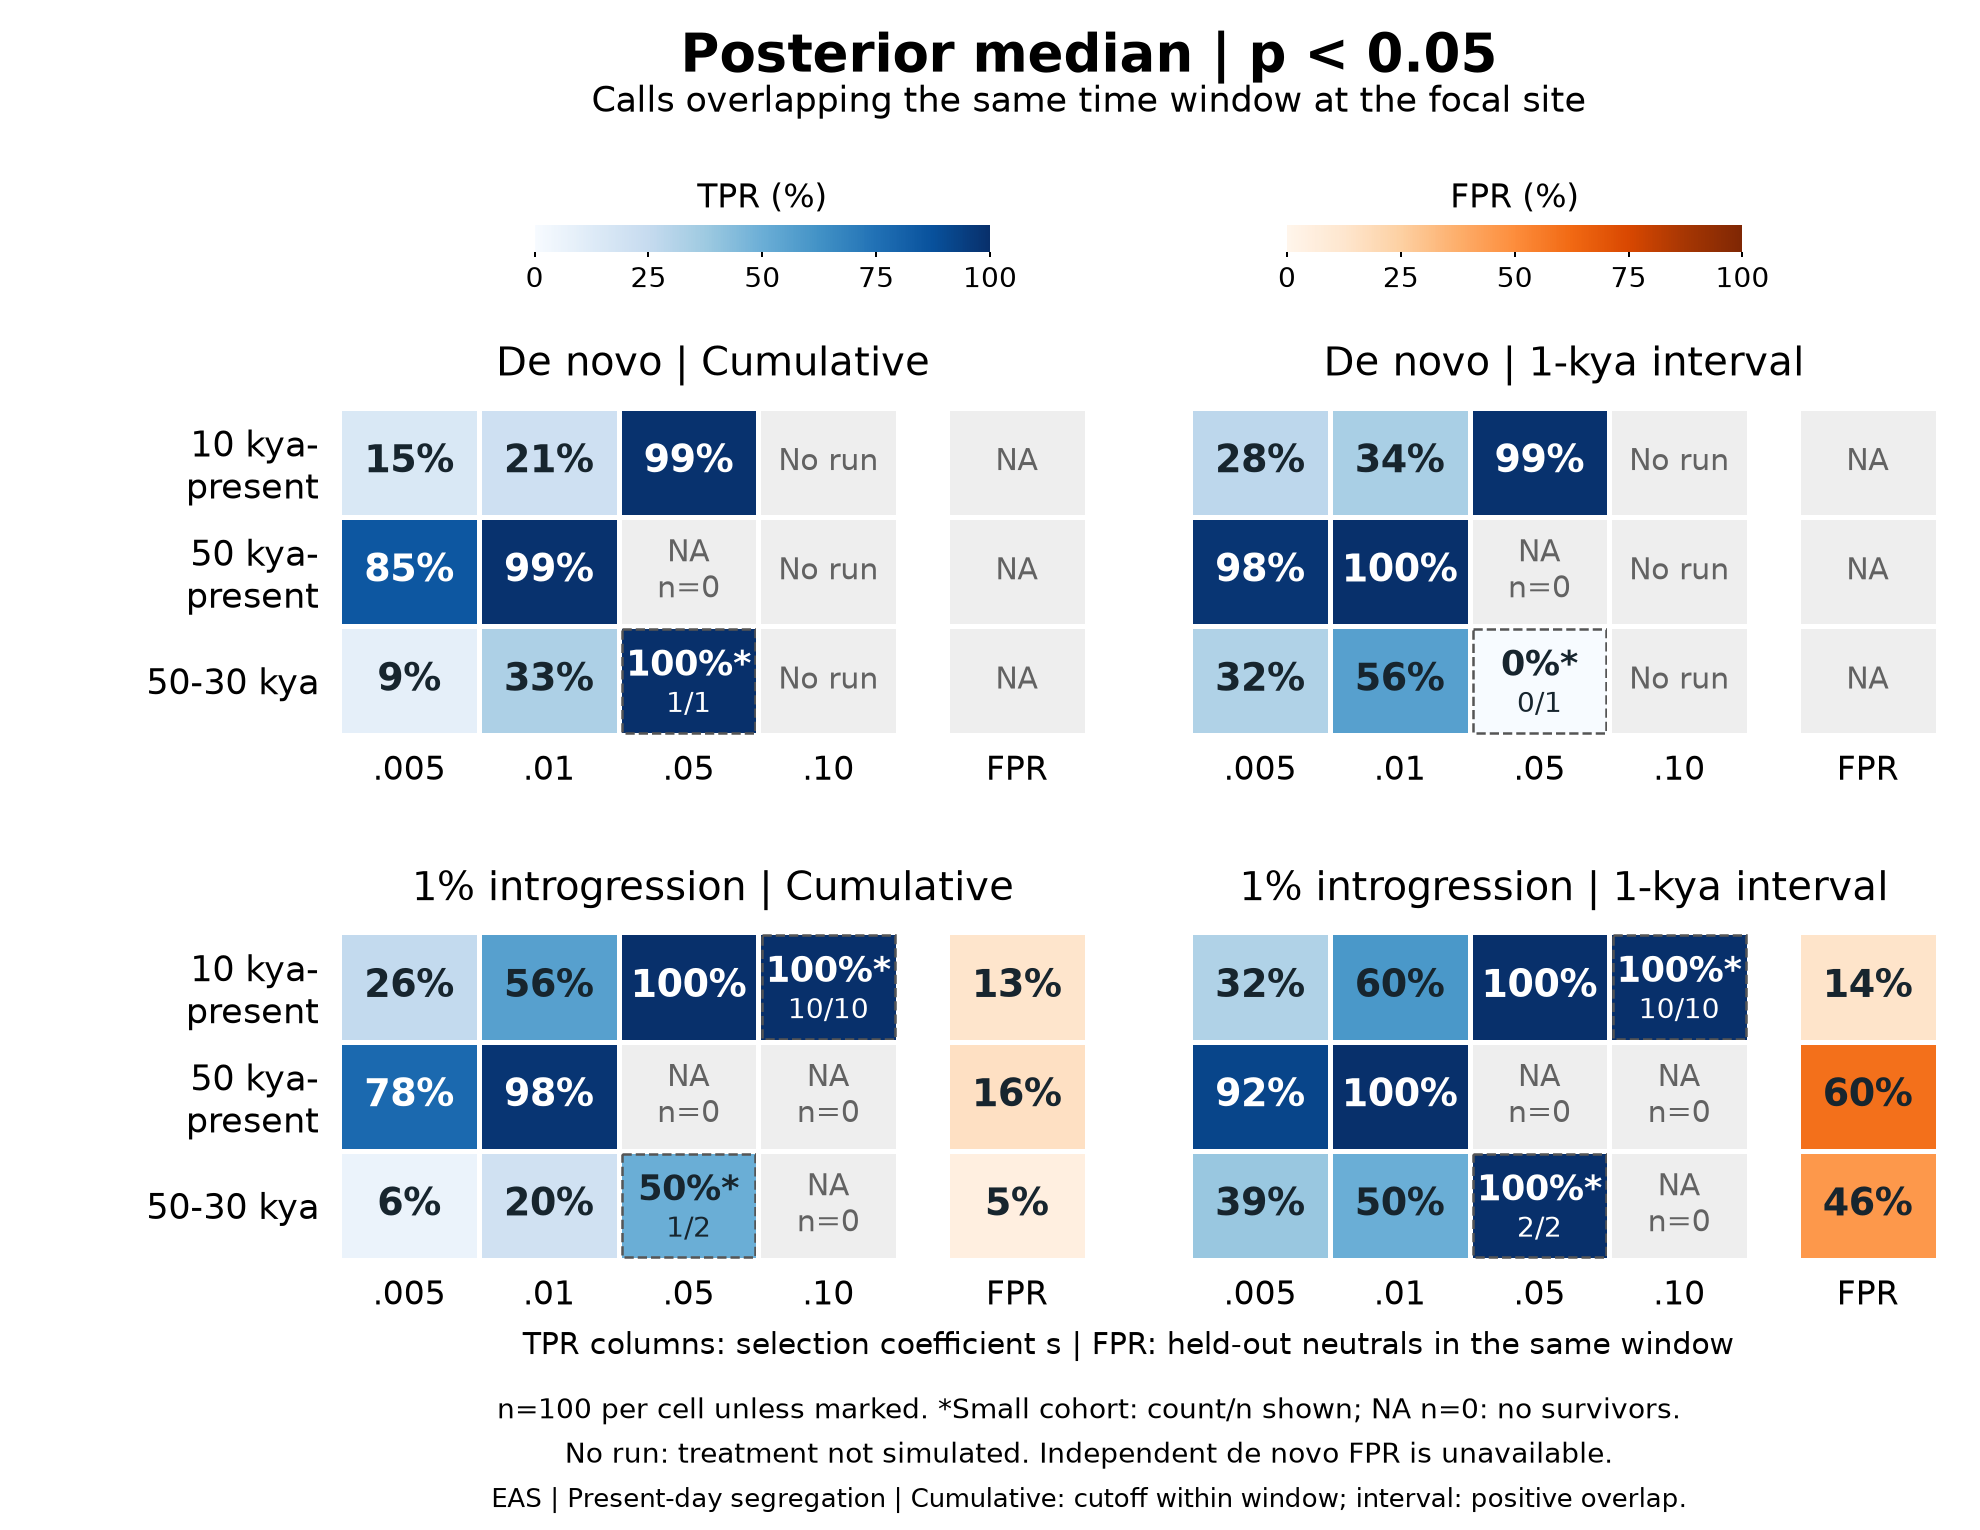 Posterior median | p < 0.05
Calls overlapping the same time window at the focal site
TPR (%)
0 25 50 75 100
FPR (%)
0 25 50 75 100
De novo | Cumulative
10 kya-
present
15% 21% 99% No run NA
50 kya-
present
85% 99% NA
n=0 No run NA
50-30 kya
9% 33% 100%*
1/1 No run NA
.005 .01 .05 .10 FPR
De novo | 1-kya interval
28% 34% 99% No run NA
98% 100% NA
n=0 No run NA
32% 56% 0%*
0/1 No run NA
.005 .01 .05 .10 FPR
1% introgression | Cumulative
10 kya-
present
26% 56% 100% 100%*
10/10 13%
50 kya-
present
78% 98% NA
n=0 NA
n=0 16%
50-30 kya
6% 20% 50%*
1/2 NA
n=0 5%
.005 .01 .05 .10 FPR
1% introgression | 1-kya interval
32% 60% 100% 100%*
10/10 14%
92% 100% NA
n=0 NA
n=0 60%
39% 50% 100%*
2/2 NA
n=0 46%
.005 .01 .05 .10 FPR
TPR columns: selection coefficient s | FPR: held-out neutrals in the same window
n=100 per cell unless marked. *Small cohort: count/n shown; NA n=0: no survivors.
No run: treatment not simulated. Independent de novo FPR is unavailable.
EAS | Present-day segregation | Cumulative: cutoff within window; interval: positive overlap.